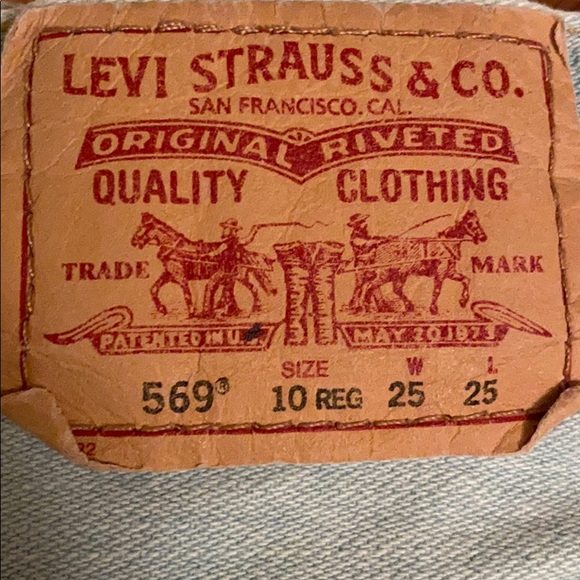 LEVI STRAUSS & CO.
SAN FRANCISCO. CAL.
ORIGINAL RIVETED
QUALITY CLOTHING
TRADE MARK
PATENTED IN U. MAY 20.1873
SIZE W L
569® 10 REG 25 25
22